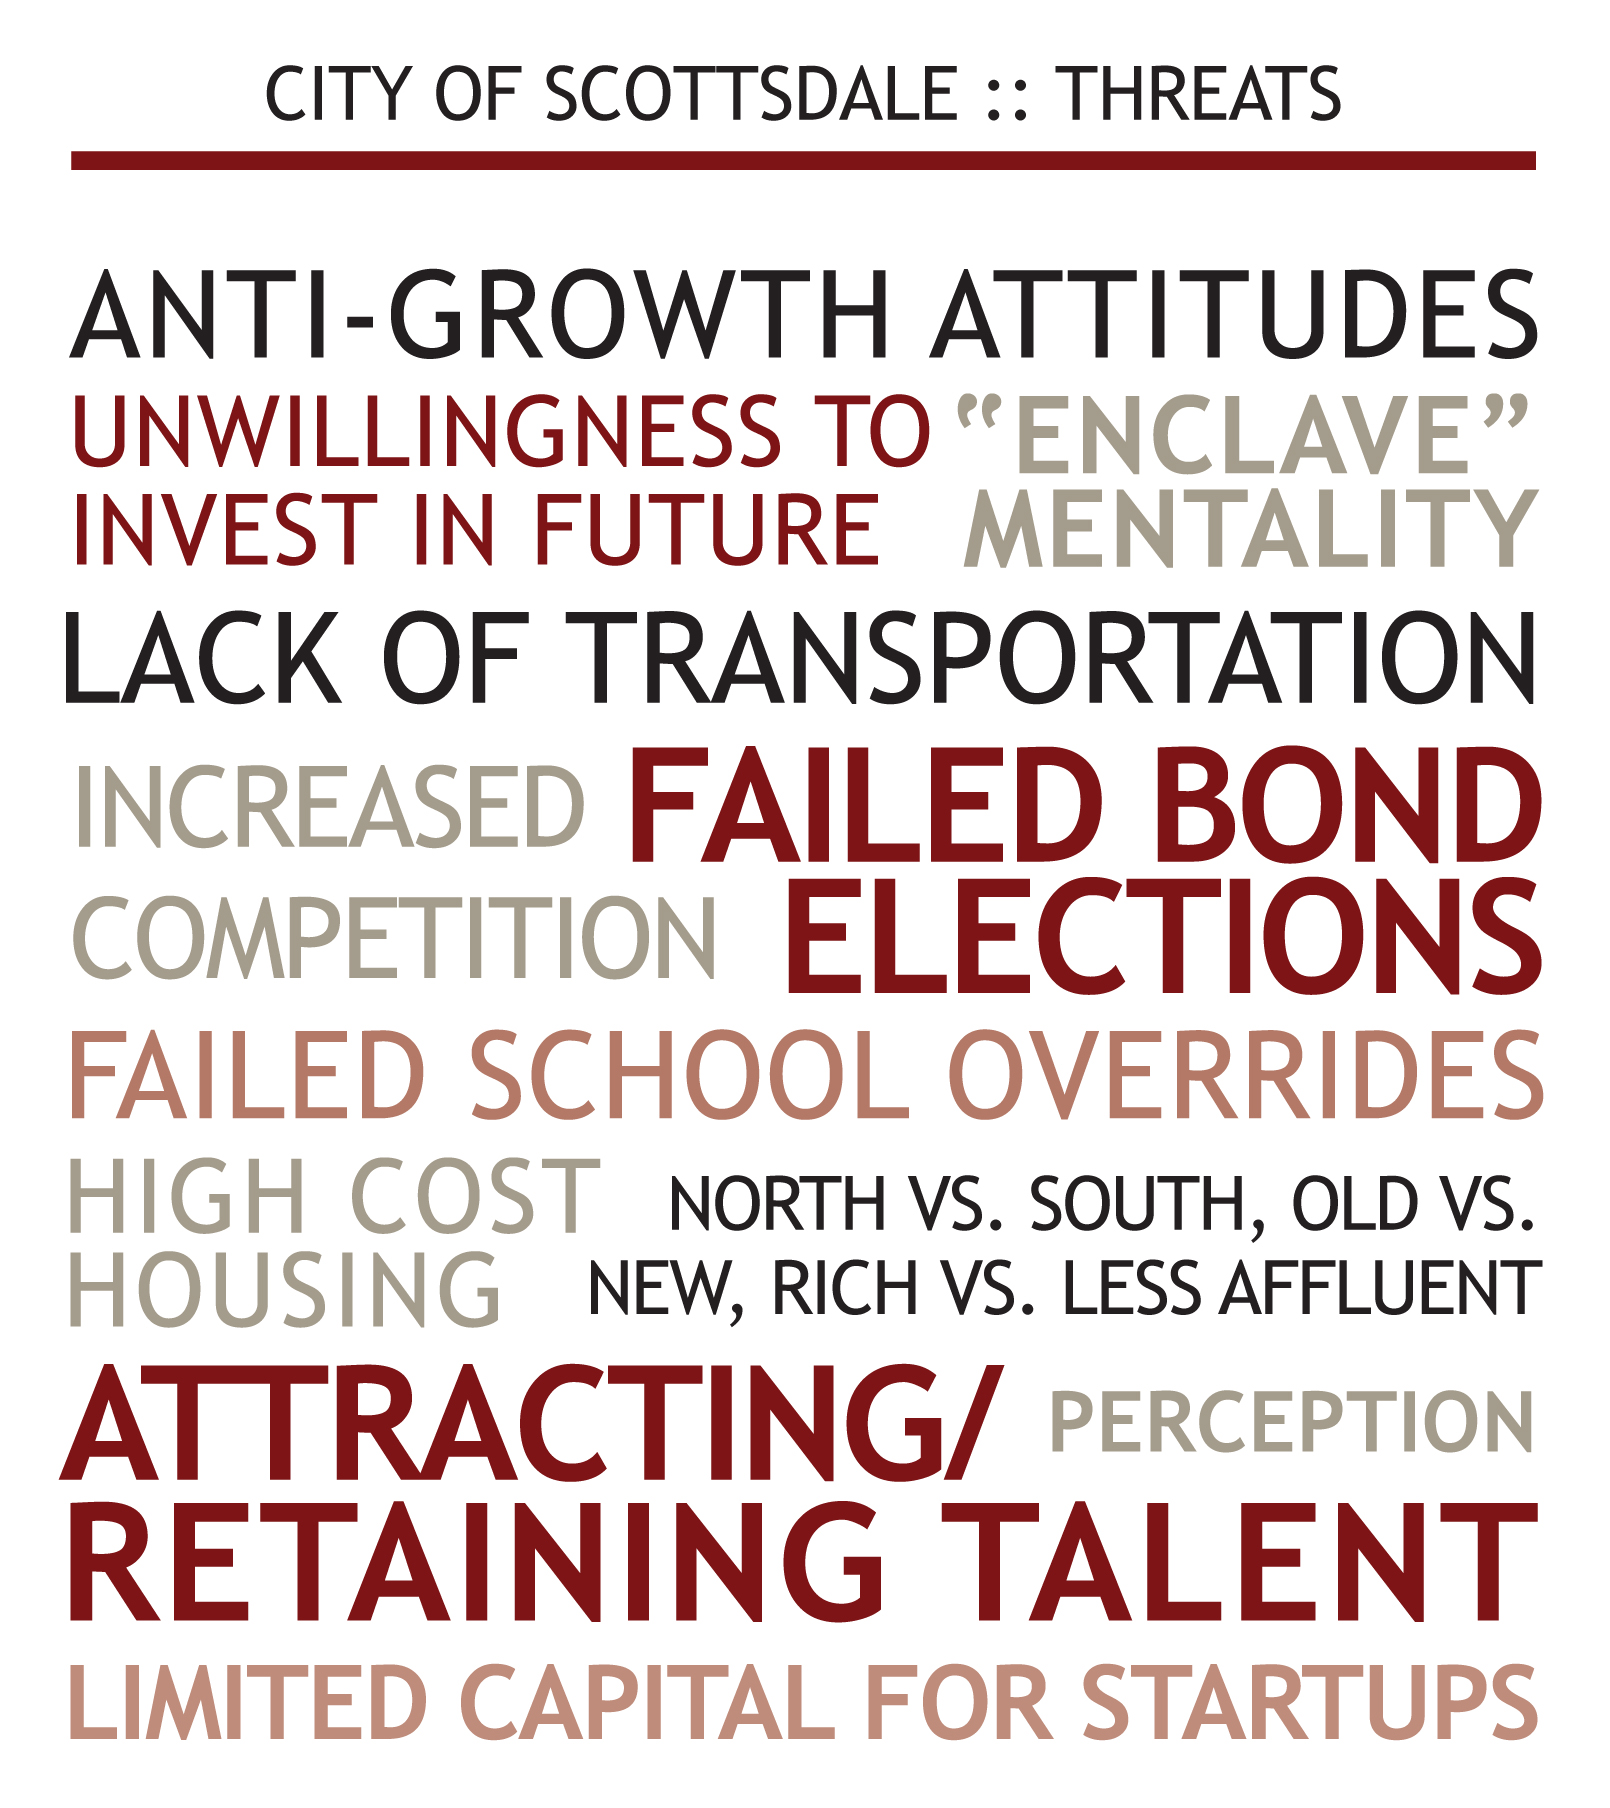 CITY OF SCOTTSDALE :: THREATS
ANTI-GROWTH ATTITUDES
UNWILLINGNESS TO
INVEST IN FUTURE
“ENCLAVE”
MENTALITY
LACK OF TRANSPORTATION
INCREASED
COMPETITION
FAILED BOND
ELECTIONS
FAILED SCHOOL OVERRIDES
HIGH COST
HOUSING
NORTH VS. SOUTH, OLD VS.
NEW, RICH VS. LESS AFFLUENT
ATTRACTING/
RETAINING TALENT
PERCEPTION
LIMITED CAPITAL FOR STARTUPS